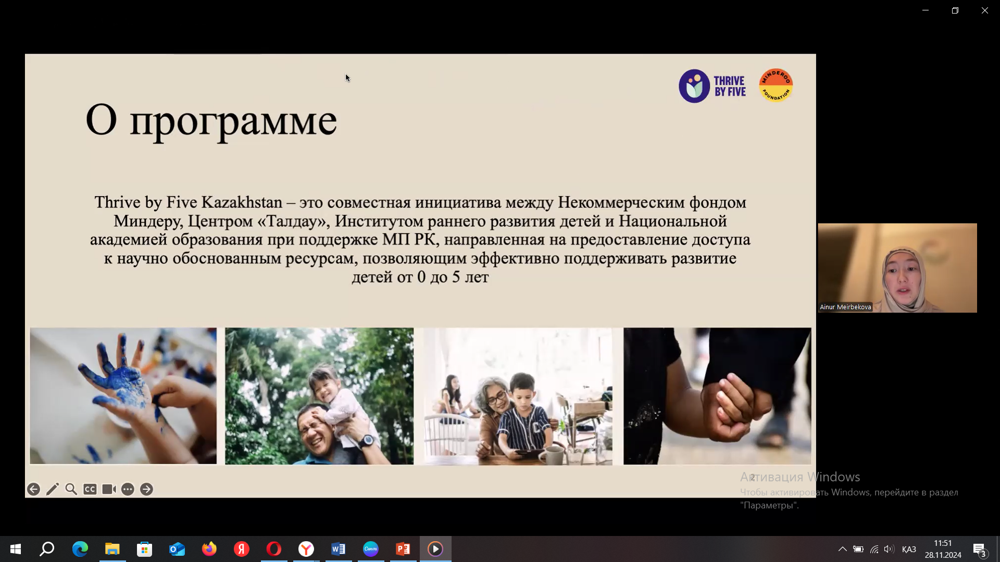 THRIVE
BY FIVE
MINDEROO
FOUNDATION
О программе
Thrive by Five Kazakhstan – это совместная инициатива между Некоммерческим фондом
Миндеру, Центром «Талдау», Институтом раннего развития детей и Национальной
академией образования при поддержке МП РК, направленная на предоставление доступа
к научно обоснованным ресурсам, позволяющим эффективно поддерживать развитие
детей от 0 до 5 лет
Ainur Meirbekova
C
2
Активация Windows
Чтобы активировать Windows, перейдите в раздел
"Параметры".
CC
Я
Canva
ҚАЗ
11:51
28.11.2024
3